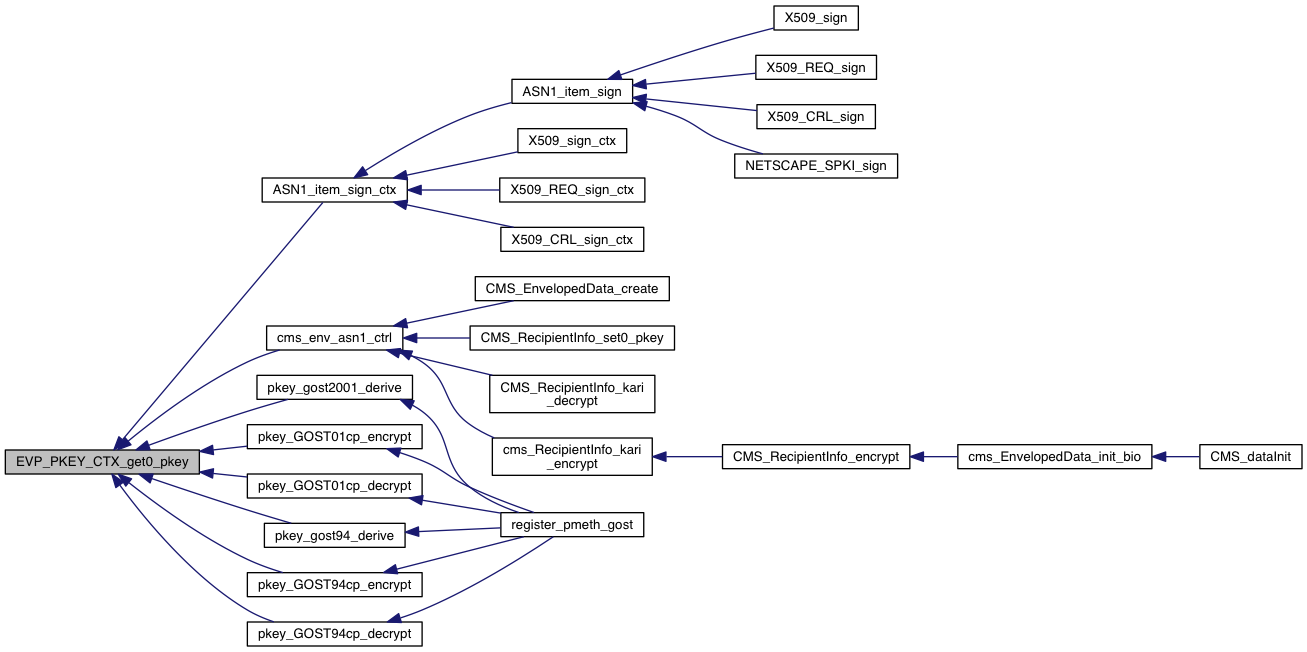 X509_sign
X509_REQ_sign
ASN1_item_sign
X509_CRL_sign
X509_sign_ctx
NETSCAPE_SPKI_sign
ASN1_item_sign_ctx
X509_REQ_sign_ctx
X509_CRL_sign_ctx
CMS_EnvelopedData_create
cms_env_asn1_ctrl
CMS_RecipientInfo_set0_pkey
pkey_gost2001_derive
CMS_RecipientInfo_kari
_decrypt
pkey_GOST01cp_encrypt
cms_RecipientInfo_kari
_encrypt
CMS_RecipientInfo_encrypt
cms_EnvelopedData_init_bio
CMS_dataInit
EVP_PKEY_CTX_get0_pkey
pkey_GOST01cp_decrypt
register_pmeth_gost
pkey_gost94_derive
pkey_GOST94cp_encrypt
pkey_GOST94cp_decrypt